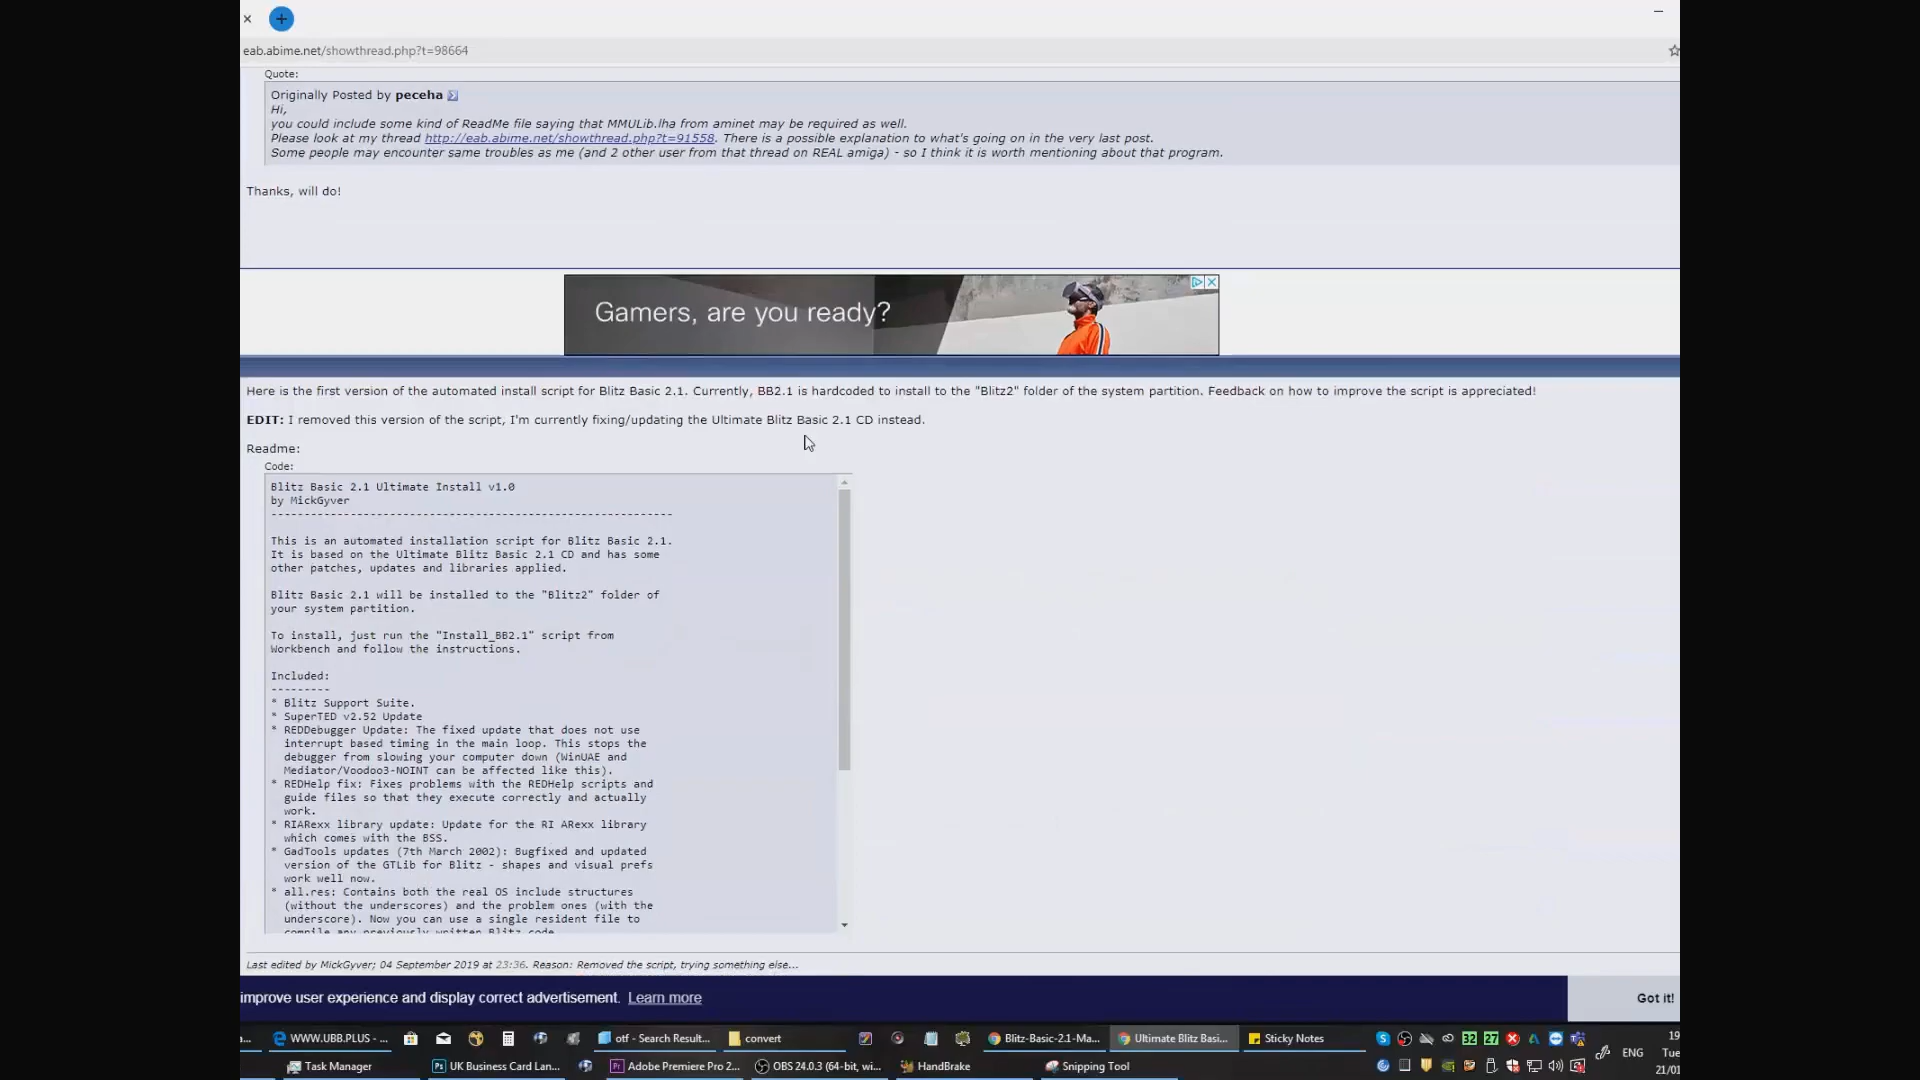 eab.abime.net/showthread.php?t=98664
Quote:
Originally Posted by peceha
Hi,
you could include some kind of ReadMe file saying that MMULib.lha from aminet may be required as well.
Please look at my thread http://eab.abime.net/showthread.php?t=91558. There is a possible explanation to what's going on in the very last post.
Some people may encounter same troubles as me (and 2 other user from that thread on REAL amiga) - so I think it is worth mentioning about that program.
Thanks, will do!
Gamers, are you ready?
Here is the first version of the automated install script for Blitz Basic 2.1. Currently, BB2.1 is hardcoded to install to the "Blitz2" folder of the system partition. Feedback on how to improve the script is appreciated!
EDIT: I removed this version of the script, I'm currently fixing/updating the Ultimate Blitz Basic 2.1 CD instead.
Readme:
Code:
Blitz Basic 2.1 Ultimate Install v1.0
by MickGyver
--------------------------------------------------------------
This is an automated installation script for Blitz Basic 2.1.
It is based on the Ultimate Blitz Basic 2.1 CD and has some
other patches, updates and libraries applied.
Blitz Basic 2.1 will be installed to the "Blitz2" folder of
your system partition.
To install, just run the "Install_BB2.1" script from
Workbench and follow the instructions.
Included:
---------
* Blitz Support Suite.
* SuperTED v2.52 Update
* REDDebugger Update: The fixed update that does not use
interrupt based timing in the main loop. This stops the
debugger from slowing your computer down (WinUAE and
Mediator/Voodoo3-NOINT can be affected like this).
* REDHelp fix: Fixes problems with the REDHelp scripts and
guide files so that they execute correctly and actually
work.
* RIARexx library update: Update for the RI ARexx library
which comes with the BSS.
* GadTools updates (7th March 2002): Bugfixed and updated
version of the GTLib for Blitz - shapes and visual prefs
work well now.
* all.res: Contains both the real OS include structures
(without the underscores) and the problem ones (with the
underscore). Now you can use a single resident file to
compile any previously written Blitz code
Last edited by MickGyver; 04 September 2019 at 23:36. Reason: Removed the script, trying something else...
improve user experience and display correct advertisement. Learn more
Got it!
a... WWW.UBB.PLUS - ... otf - Search Result... convert Blitz-Basic-2.1-Ma... Ultimate Blitz Basi... Sticky Notes 32 27 19
Task Manager UK Business Card Lan... Adobe Premiere Pro 2... OBS 24.0.3 (64-bit, wi... HandBrake Snipping Tool ENG Tue
21/01